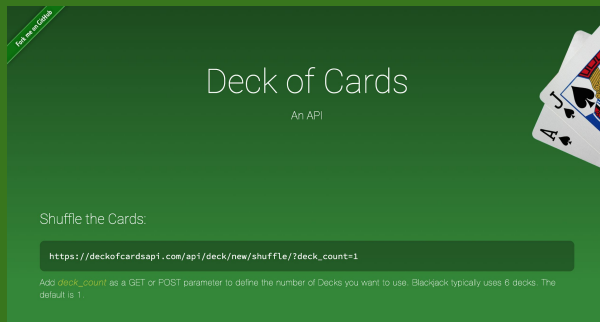 Fork me on GitHub
Deck of Cards
An API
J
A
Shuffle the Cards:
https://deckofcardsapi.com/api/deck/new/shuffle/?deck_count=1
Add deck_count as a GET or POST parameter to define the number of Decks you want to use. Blackjack typically uses 6 decks. The
default is 1.